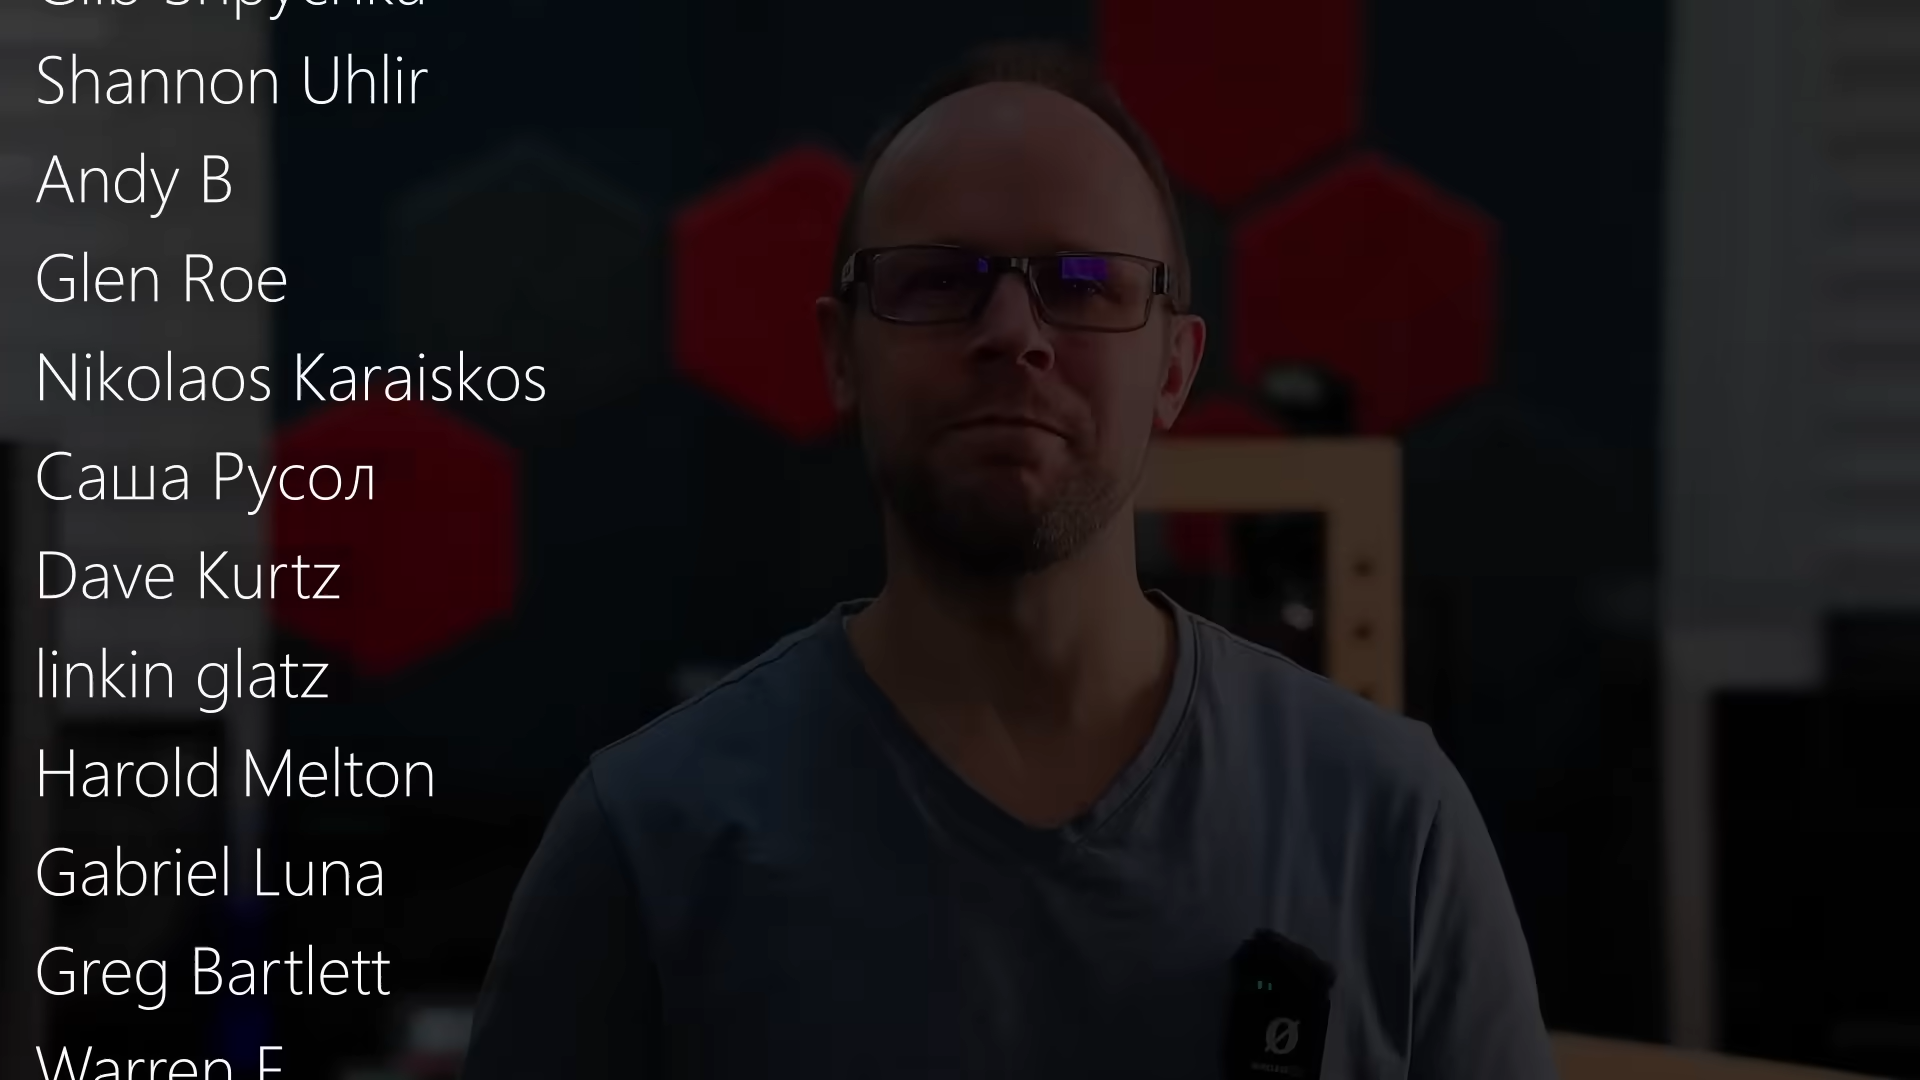 Shannon Uhlir
Andy B
Glen Roe
Nikolaos Karaiskos
Саша Русол
Dave Kurtz
linkin glatz
Harold Melton
Gabriel Luna
Greg Bartlett
Warren F